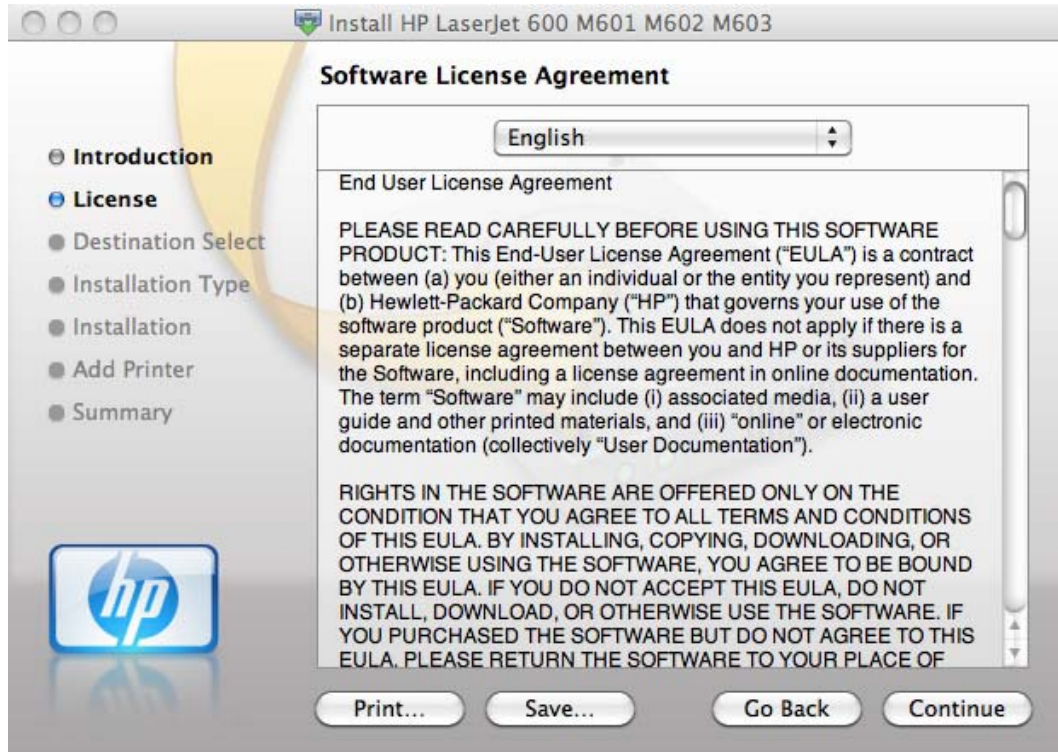 Install HP LaserJet 600 M601 M602 M603
Software License Agreement
Introduction
License
Destination Select
Installation Type
Installation
Add Printer
Summary
hp
English
End User License Agreement
PLEASE READ CAREFULLY BEFORE USING THIS SOFTWARE
PRODUCT: This End-User License Agreement (“EULA”) is a contract
between (a) you (either an individual or the entity you represent) and
(b) Hewlett-Packard Company (“HP”) that governs your use of the
software product (“Software”). This EULA does not apply if there is a
separate license agreement between you and HP or its suppliers for
the Software, including a license agreement in online documentation.
The term “Software” may include (i) associated media, (ii) a user
guide and other printed materials, and (iii) “online” or electronic
documentation (collectively “User Documentation”).
RIGHTS IN THE SOFTWARE ARE OFFERED ONLY ON THE
CONDITION THAT YOU AGREE TO ALL TERMS AND CONDITIONS
OF THIS EULA. BY INSTALLING, COPYING, DOWNLOADING, OR
OTHERWISE USING THE SOFTWARE, YOU AGREE TO BE BOUND
BY THIS EULA. IF YOU DO NOT ACCEPT THIS EULA, DO NOT
INSTALL, DOWNLOAD, OR OTHERWISE USE THE SOFTWARE. IF
YOU PURCHASED THE SOFTWARE BUT DO NOT AGREE TO THIS
EULA, PLEASE RETURN THE SOFTWARE TO YOUR PLACE OF
Print...
Save...
Go Back
Continue